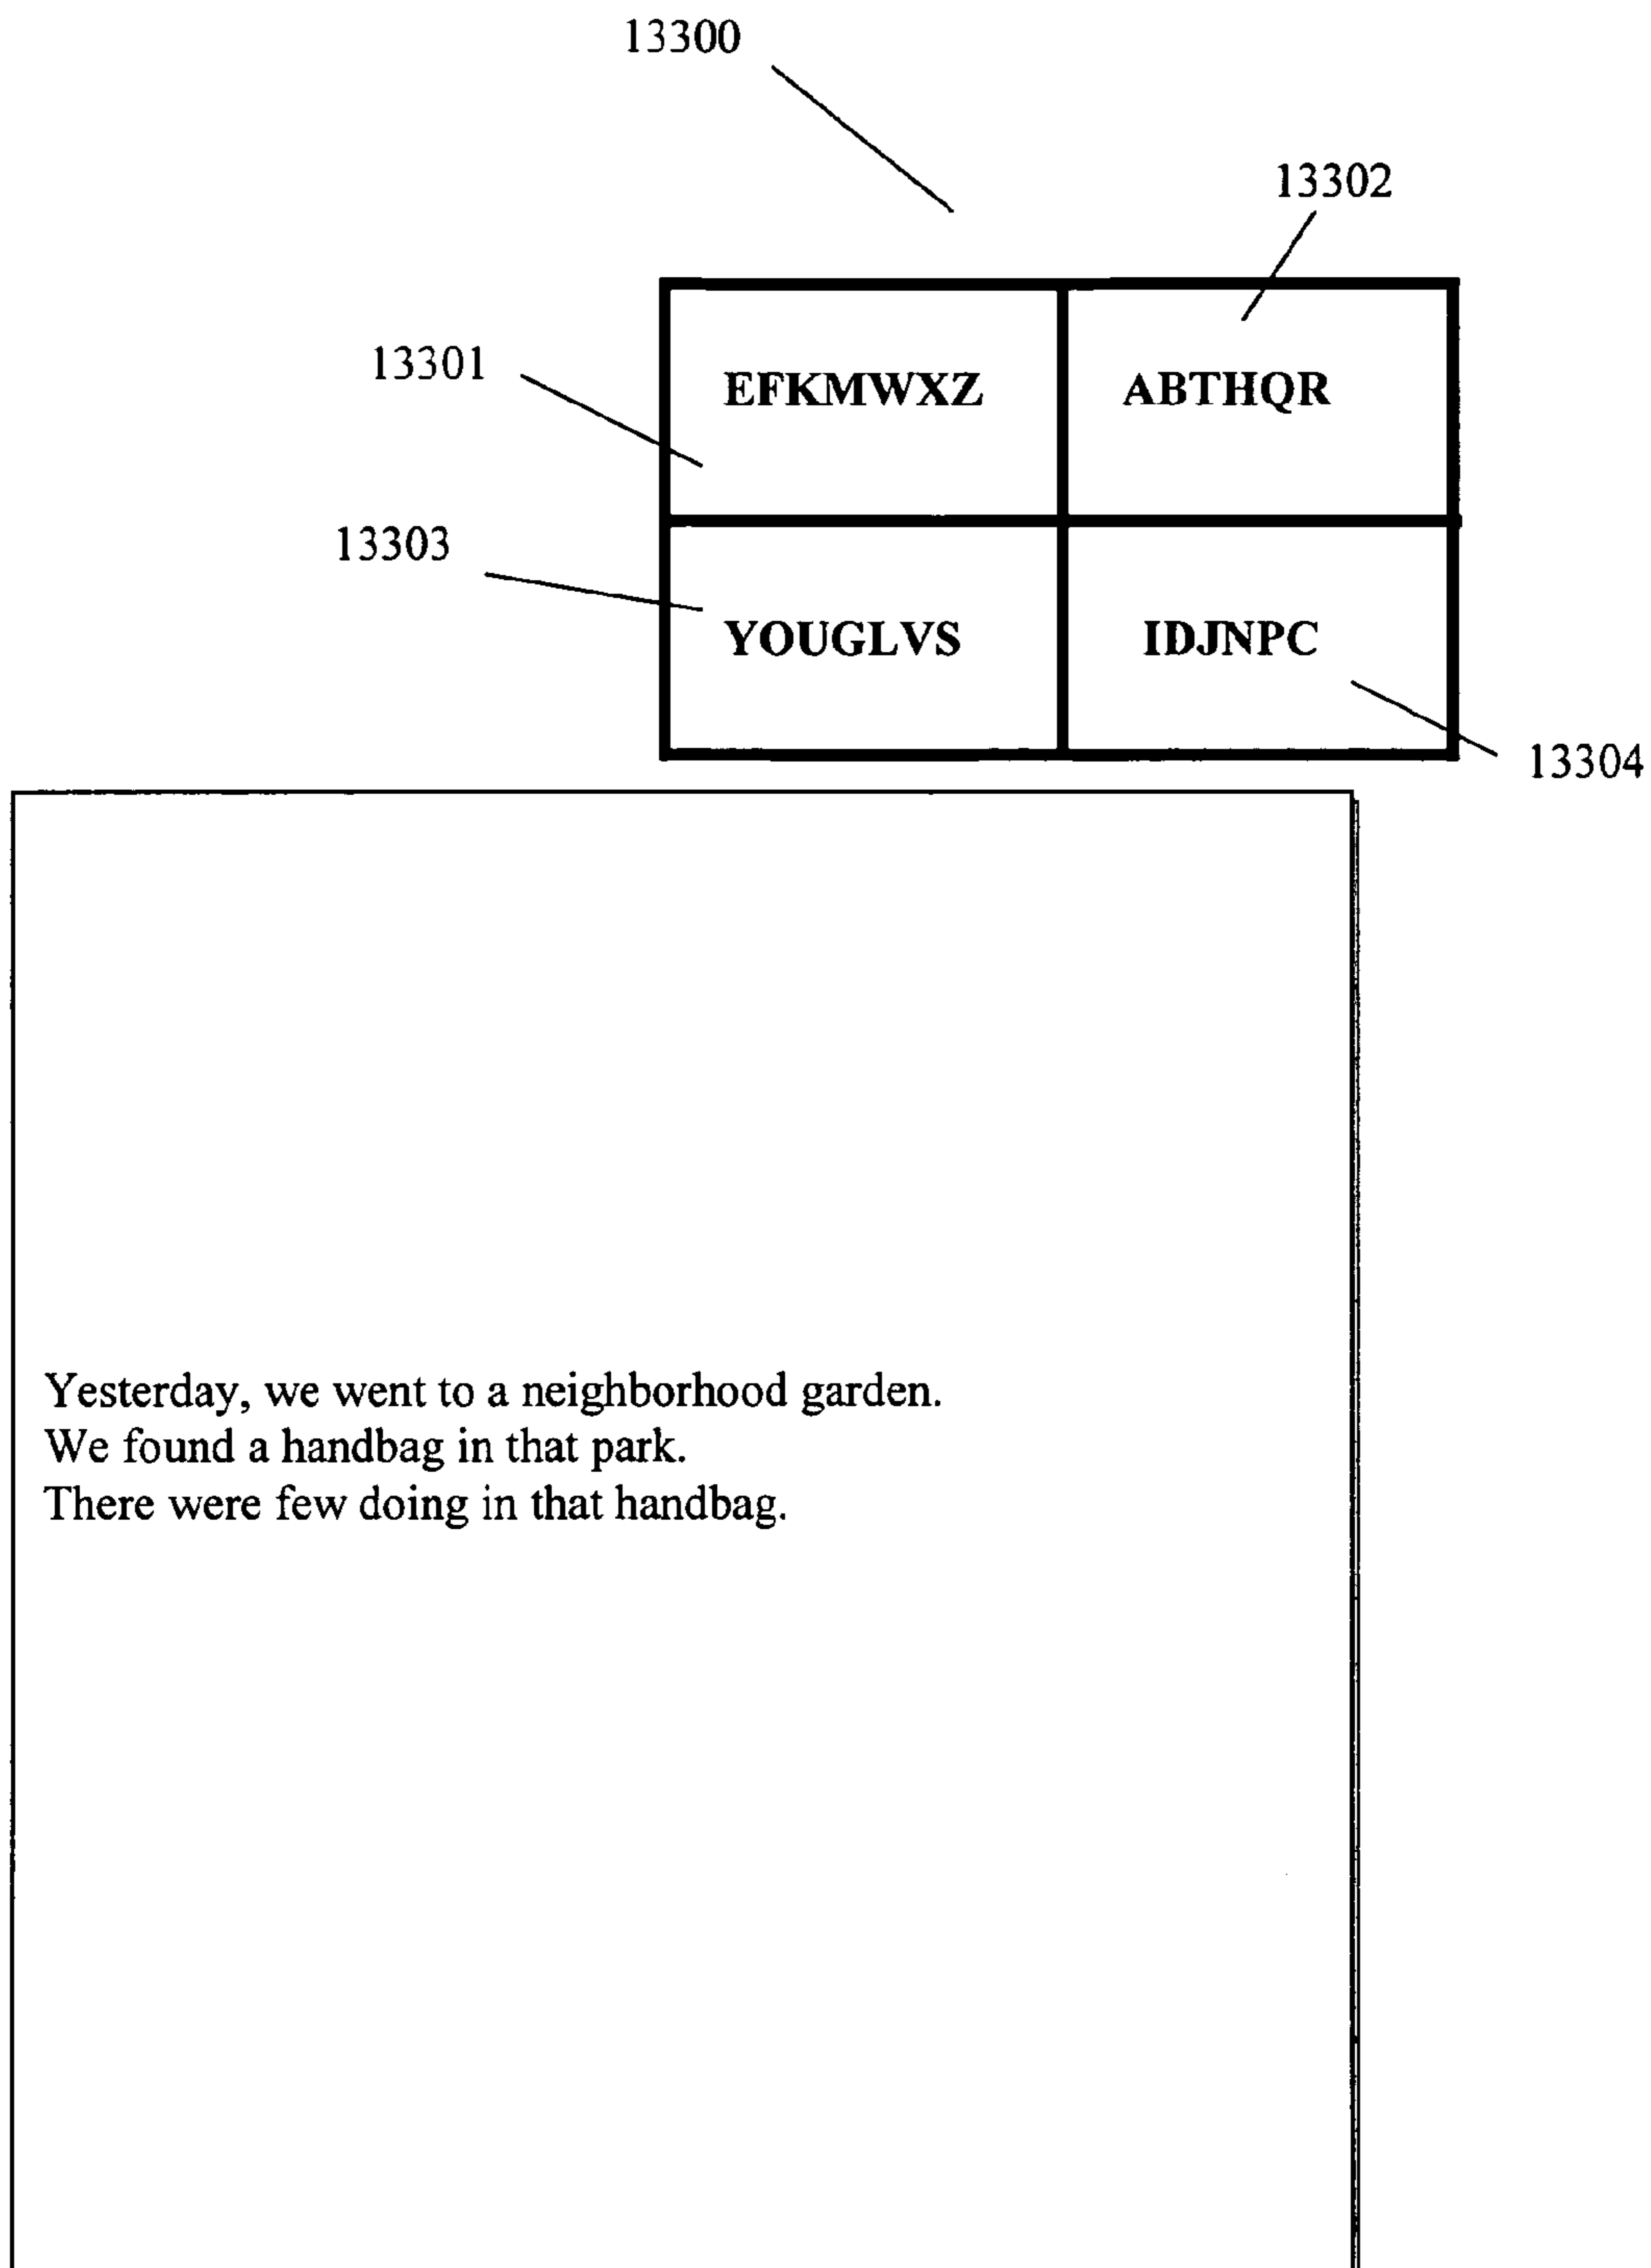 13300
13302
13301
EFKMWXZ
ABTHQR
13303
YOUGLVS
IDJNPC
13304
Yesterday, we went to a neighborhood garden.
We found a handbag in that park.
There were few doing in that handbag.